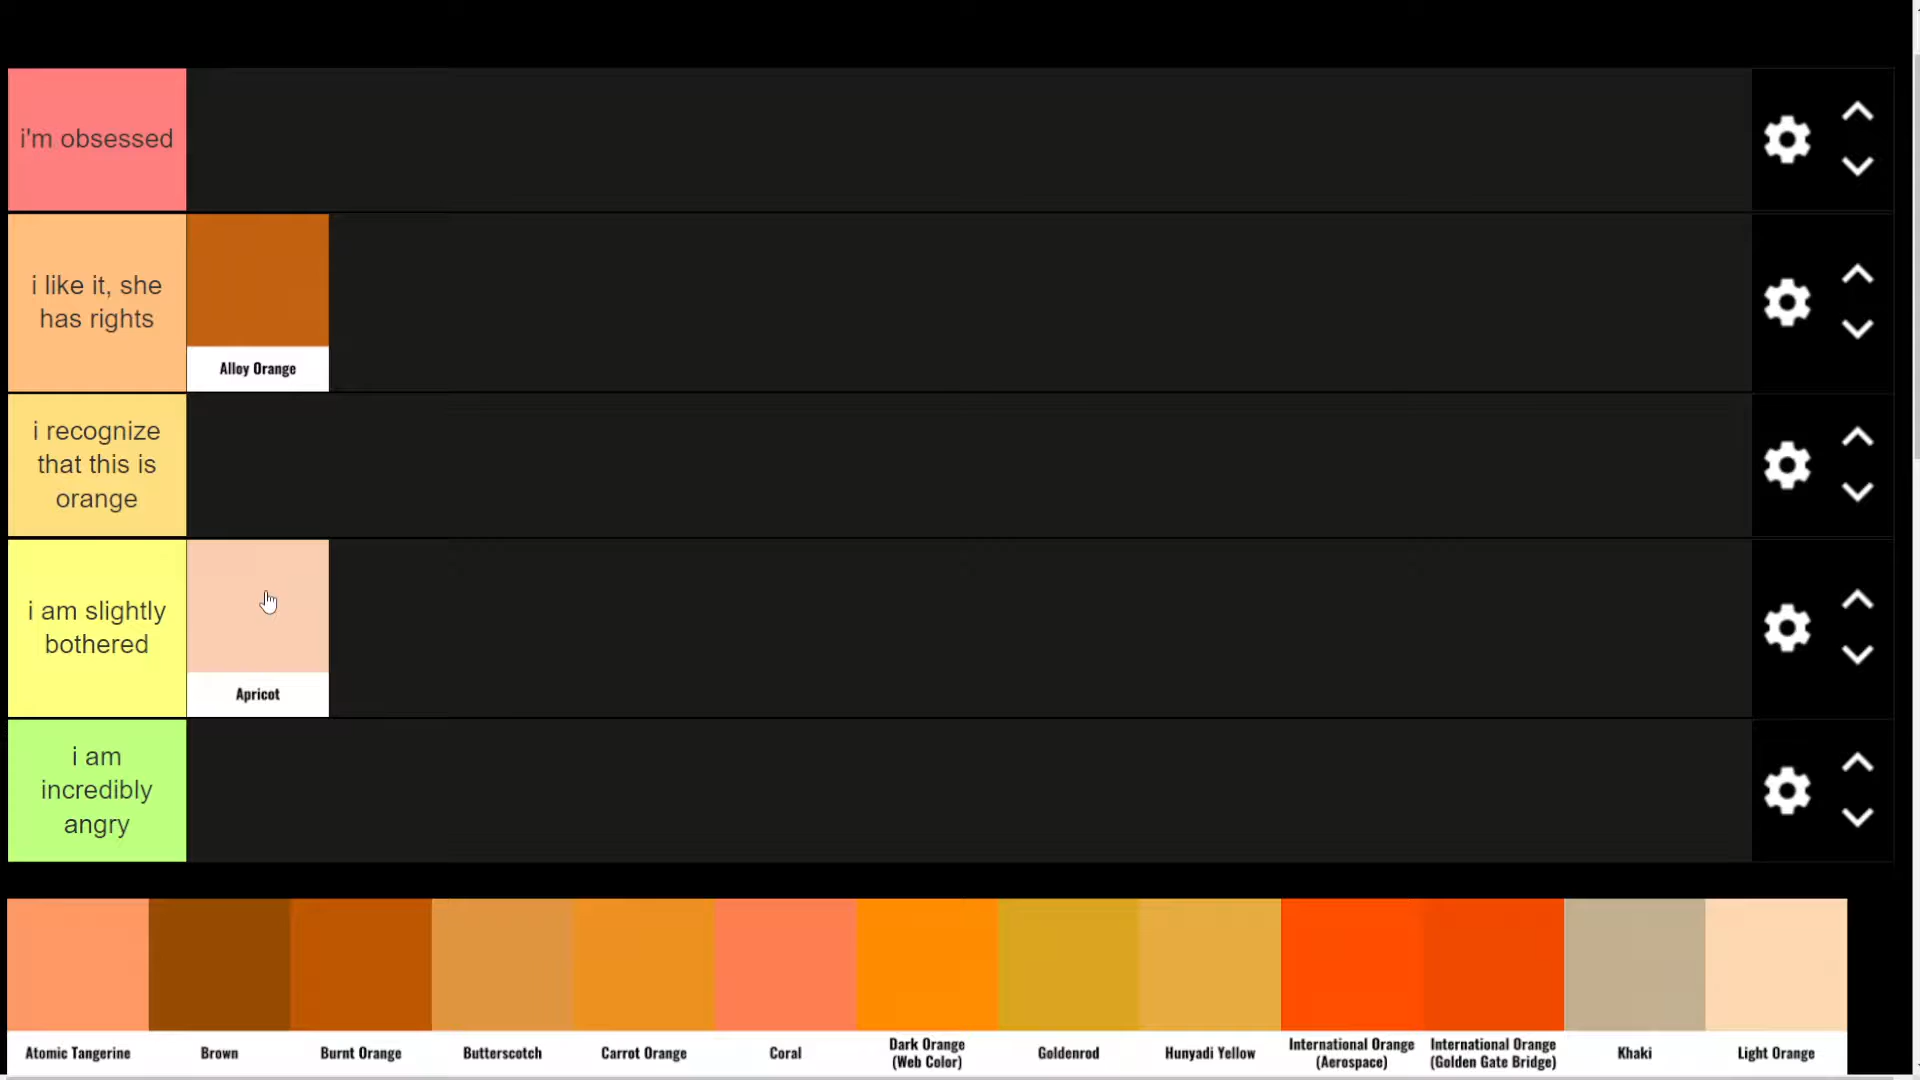 i'm obsessed
i like it, she
has rights
Alloy Orange
i recognize
that this is
orange
i am slightly
bothered
Apricot
i am
incredibly
angry
Atomic Tangerine
Brown
Burnt Orange
Butterscotch
Carrot Orange
Coral
Dark Orange
(Web Color)
Goldenrod
Hunyadi Yellow
International Orange
(Aerospace)
International Orange
(Golden Gate Bridge)
Khaki
Light Orange